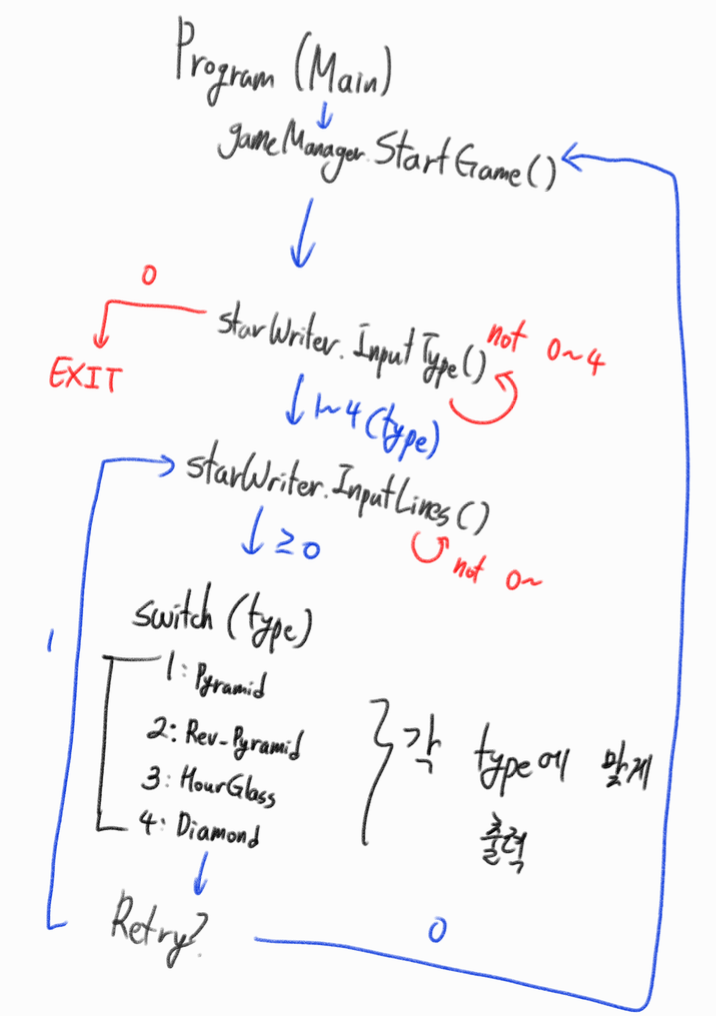 Program (Main)
gameManager.StartGame()
0
starWriter.InputType()
not 0~4
EXIT
1~4 (type)
starWriter.InputLines()
≥0
not 0~
switch (type)
1
1: Pyramid
2: Rev_Pyramid
3: HourGlass
4: Diamond
각 type에 맞게
출력
Retry?
0